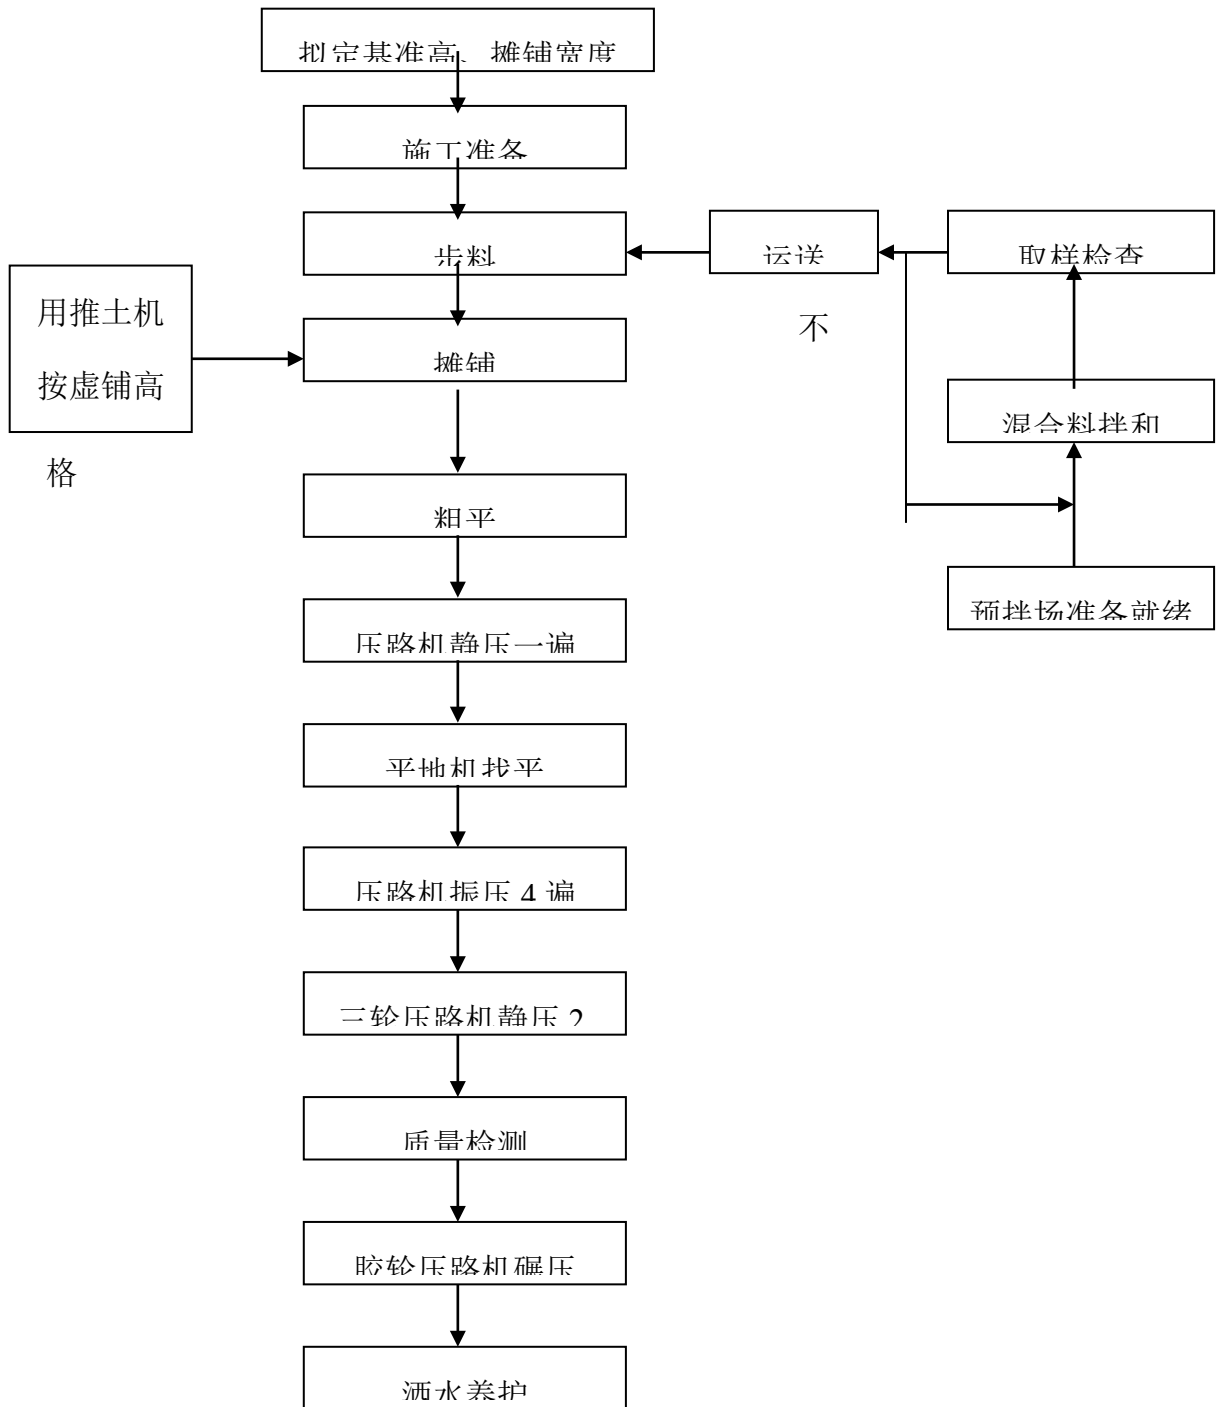 拟定基准高、摊铺宽度
施工准备
步料
运送
取样检查
用推土机
按虚铺高
不
摊铺
混合料拌和
格
粗平
预拌场准备就绪
压路机静压一遍
平地机找平
压路机振压 4 遍
三轮压路机静压 2
质量检测
胶轮压路机碾压
洒水养护